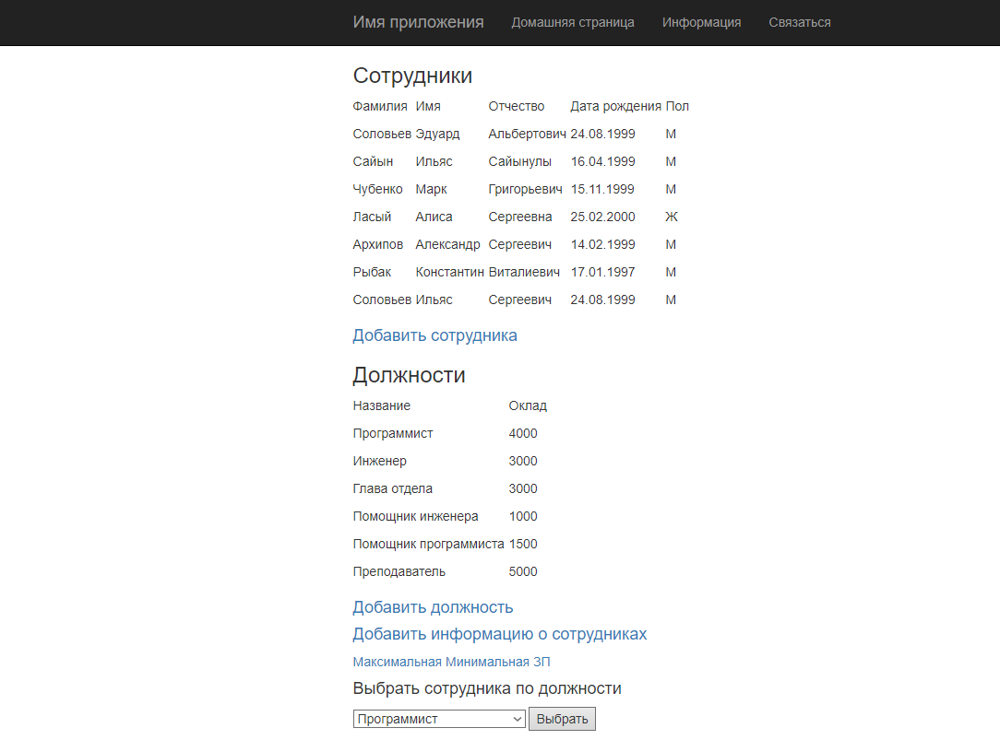 Имя приложения Домашняя страница Информация Связаться
Сотрудники
Фамилия Имя Отчество Дата рождения Пол
Соловьев Эдуард Альбертович 24.08.1999 М
Сайын Ильяс Сайынулы 16.04.1999 М
Чубенко Марк Григорьевич 15.11.1999 М
Ласый Алиса Сергеевна 25.02.2000 Ж
Архипов Александр Сергеевич 14.02.1999 М
Рыбак Константин Виталиевич 17.01.1997 М
Соловьев Ильяс Сергеевич 24.08.1999 М
Добавить сотрудника
Должности
Название Оклад
Программист 4000
Инженер 3000
Глава отдела 3000
Помощник инженера 1000
Помощник программиста 1500
Преподаватель 5000
Добавить должность
Добавить информацию о сотрудниках
Максимальная Минимальная ЗП
Выбрать сотрудника по должности
Программист Выбрать